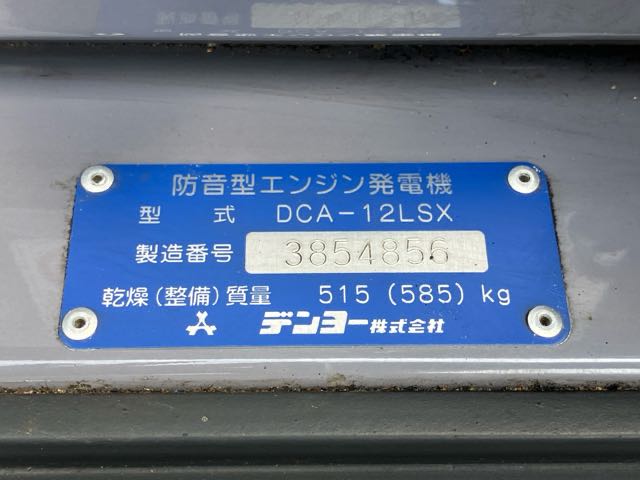 防音型エンジン発電機
型式 DCA-12LSX
製造番号 3854856
乾燥(整備)質量 515(585)kg
デンヨー株式会社